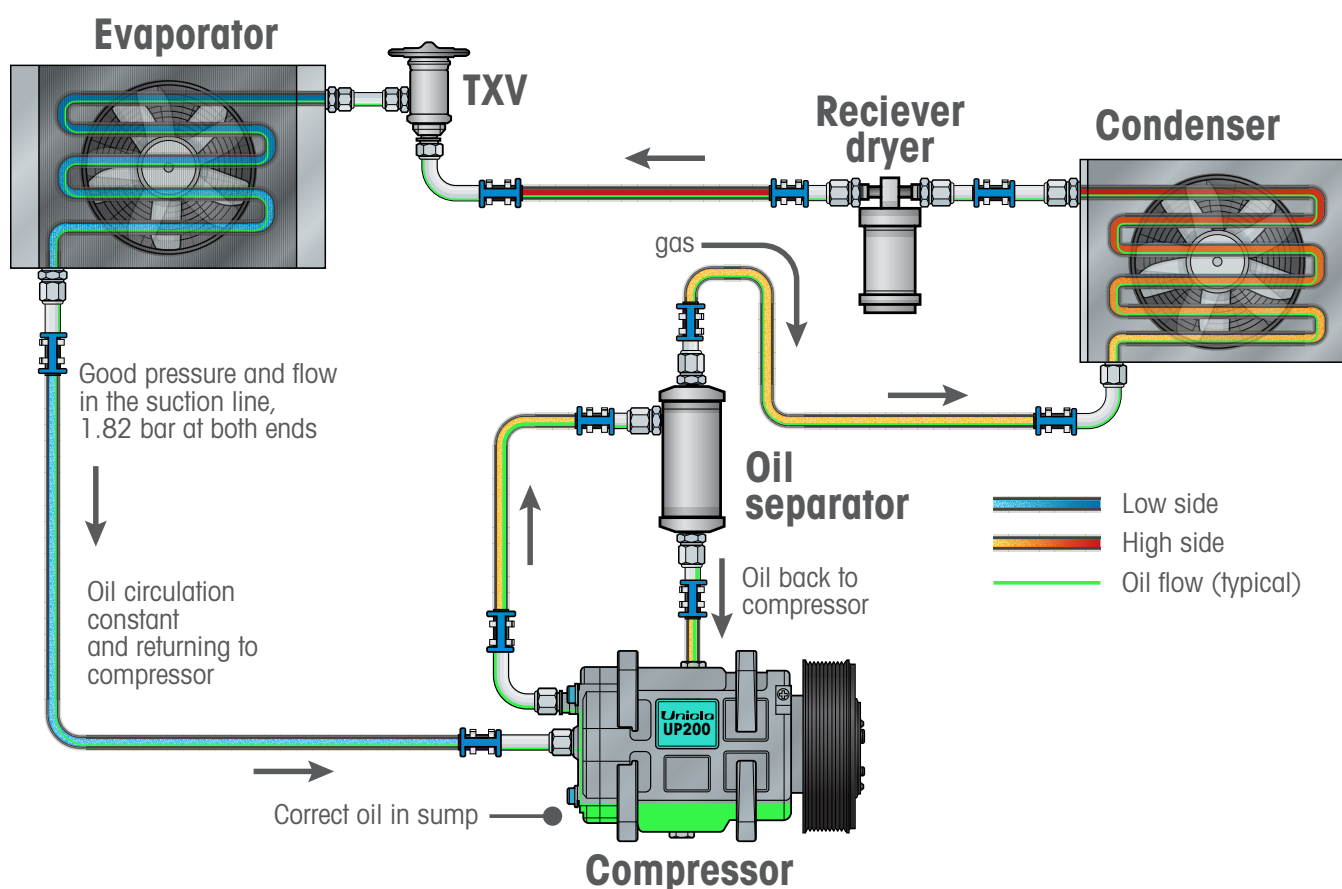 Evaporator
TXV
Reciever
dryer
Condenser
gas
Good pressure and flow
in the suction line,
1.82 bar at both ends
Oil
separator
Low side
High side
Oil flow (typical)
Oil circulation
constant
and returning to
compressor
Oil back to
compressor
Unicla
UP200
Correct oil in sump
Compressor